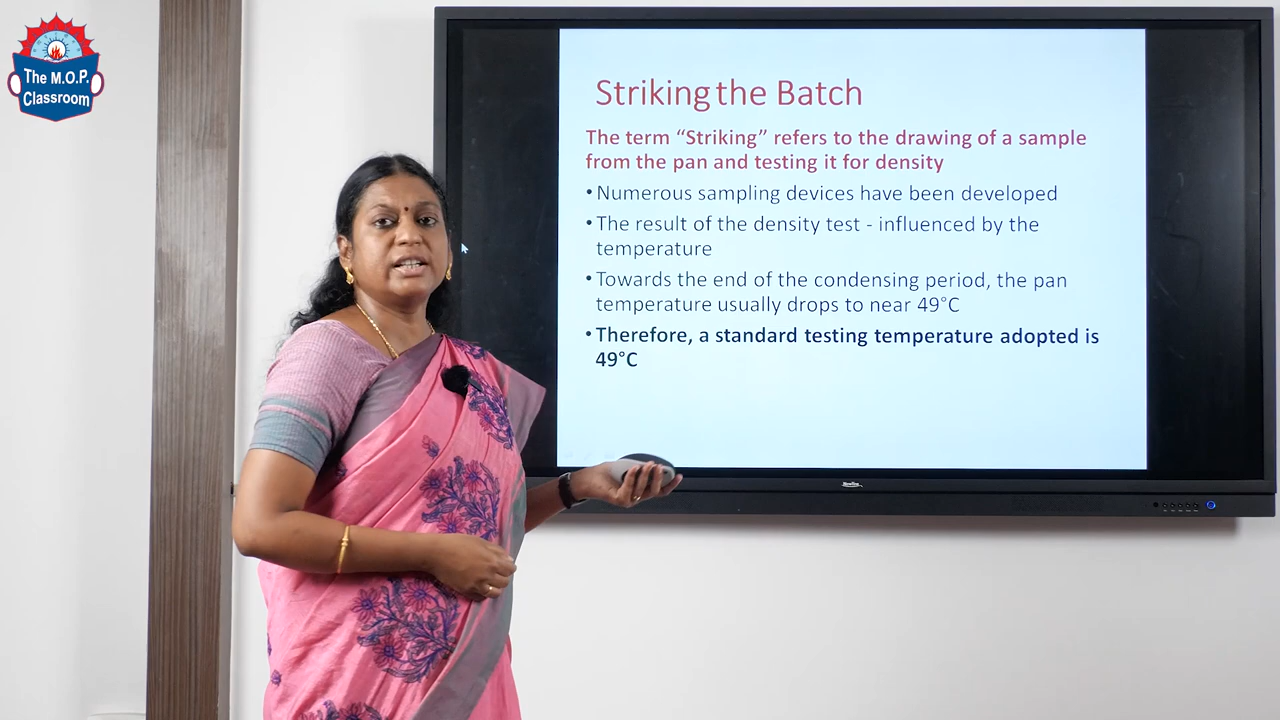 The M.O.P.
Classroom
Striking the Batch
The term “Striking” refers to the drawing of a sample
from the pan and testing it for density
•Numerous sampling devices have been developed
•The result of the density test - influenced by the
temperature
•Towards the end of the condensing period, the pan
temperature usually drops to near 49°C
•Therefore, a standard testing temperature adopted is
49°C